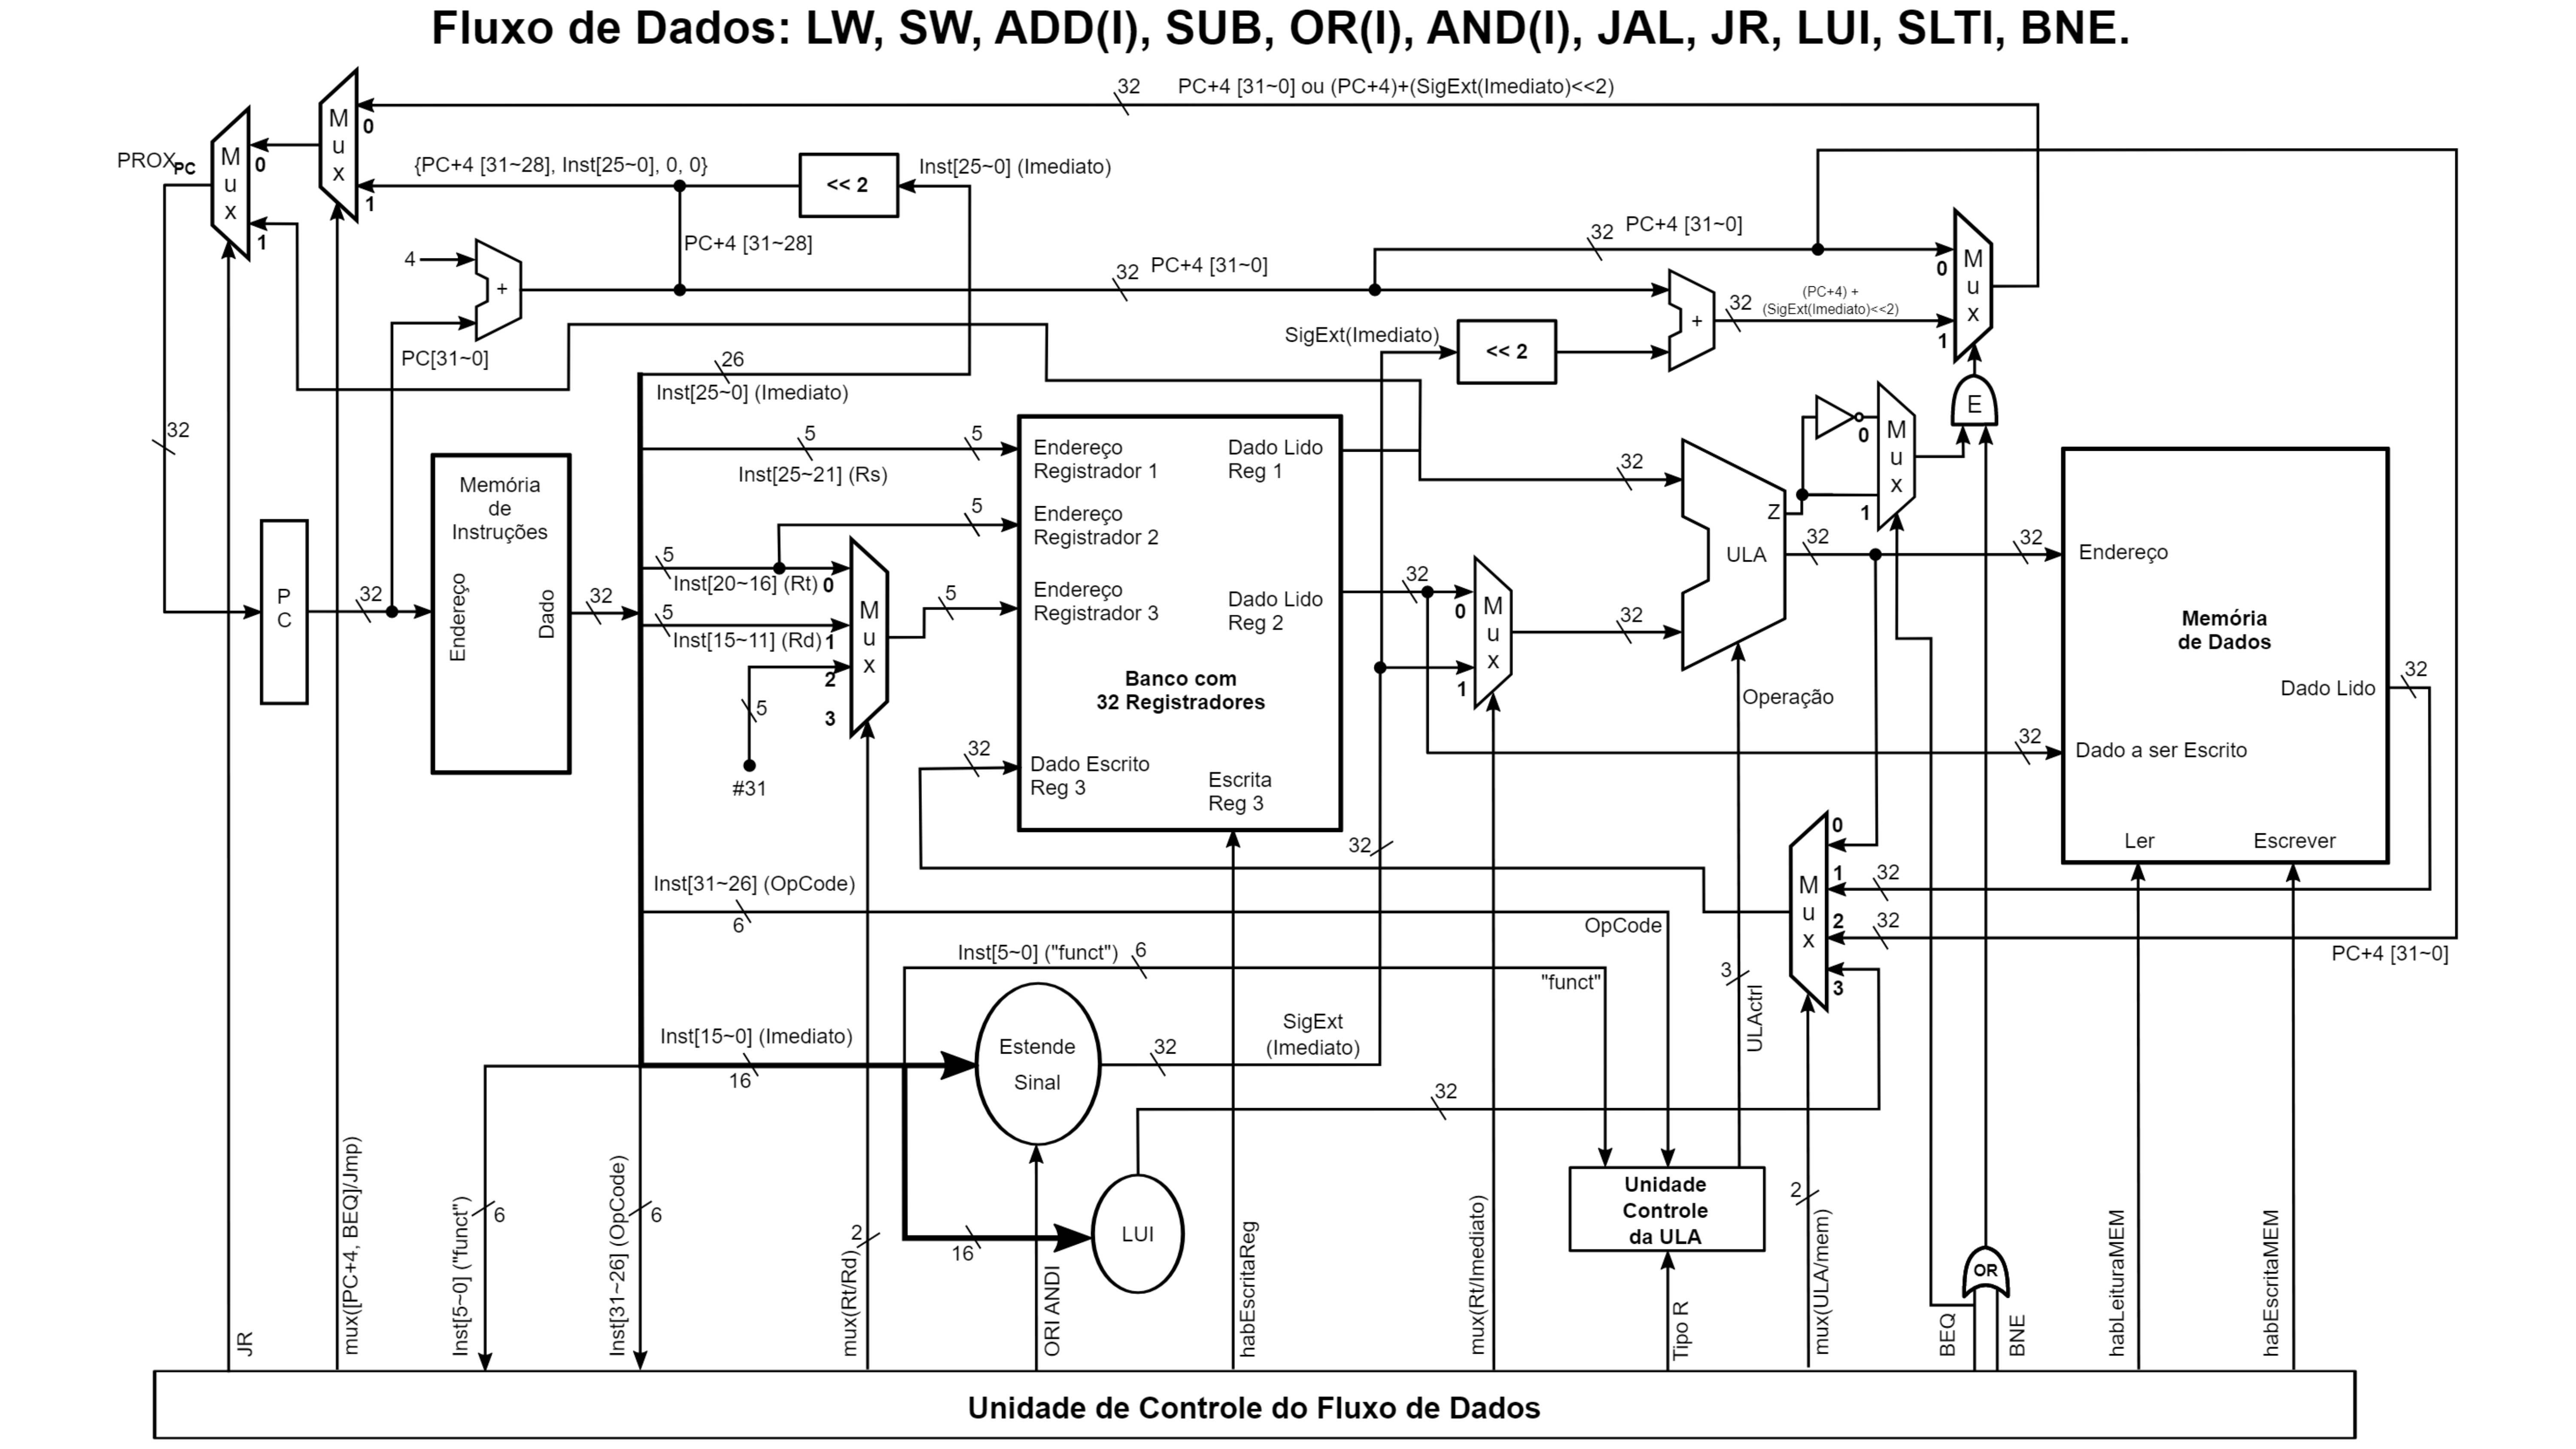 Fluxo de Dados: LW, SW, ADD(I), SUB, OR(I), AND(I), JAL, JR, LUI, SLTI, BNE.
32
PC+4 [31~0] ou (PC+4)+(SigExt(Imediato)<<2)
M
u
x
0
1
M
u
x
0
1
PROX PC
{PC+4 [31~28], Inst[25~0], 0, 0}
<< 2
Inst[25~0] (Imediato)
PC+4 [31~28]
4
+
PC[31~0]
32
PC+4 [31~0]
32
PC+4 [31~0]
M
u
x
0
1
+
32
(PC+4) +
(SigExt(Imediato)<<2)
SigExt(Imediato)
<< 2
26
Inst[25~0] (Imediato)
32
E
M
u
x
0
1
5
5
Inst[25~21] (Rs)
5
5
Inst[20~16] (Rt)
0
5
Inst[15~11] (Rd)
1
2
3
M
u
x
5
5
#31
P
C
32
Memória
de
Instruções
Endereço
Dado
32
Endereço
Registrador 1
Dado Lido
Reg 1
Endereço
Registrador 2
Endereço
Registrador 3
Dado Lido
Reg 2
Banco com
32 Registradores
Dado Escrito
Reg 3
Escrita
Reg 3
32
32
0
1
M
u
x
32
32
Z
ULA
32
32
Operação
Endereço
Memória
de Dados
Dado Lido
32
32
Dado a ser Escrito
Ler
Escrever
32
0
1
2
3
M
u
x
32
32
PC+4 [31~0]
Inst[31~26] (OpCode)
6
OpCode
Inst[5~0] ("funct")
6
"funct"
3
ULActrl
Inst[15~0] (Imediato)
16
Estende
Sinal
32
SigExt
(Imediato)
32
LUI
16
Unidade
Controle
da ULA
JR
mux([PC+4, BEQ]/Jmp)
Inst[5~0] ("funct")
6
Inst[31~26] (OpCode)
6
mux(Rt/Rd)
2
ORI ANDI
habEscritaReg
mux(Rt/Imediato)
Tipo R
mux(ULA/mem)
2
BEQ
BNE
OR
habLeituraMEM
habEscritaMEM
Unidade de Controle do Fluxo de Dados